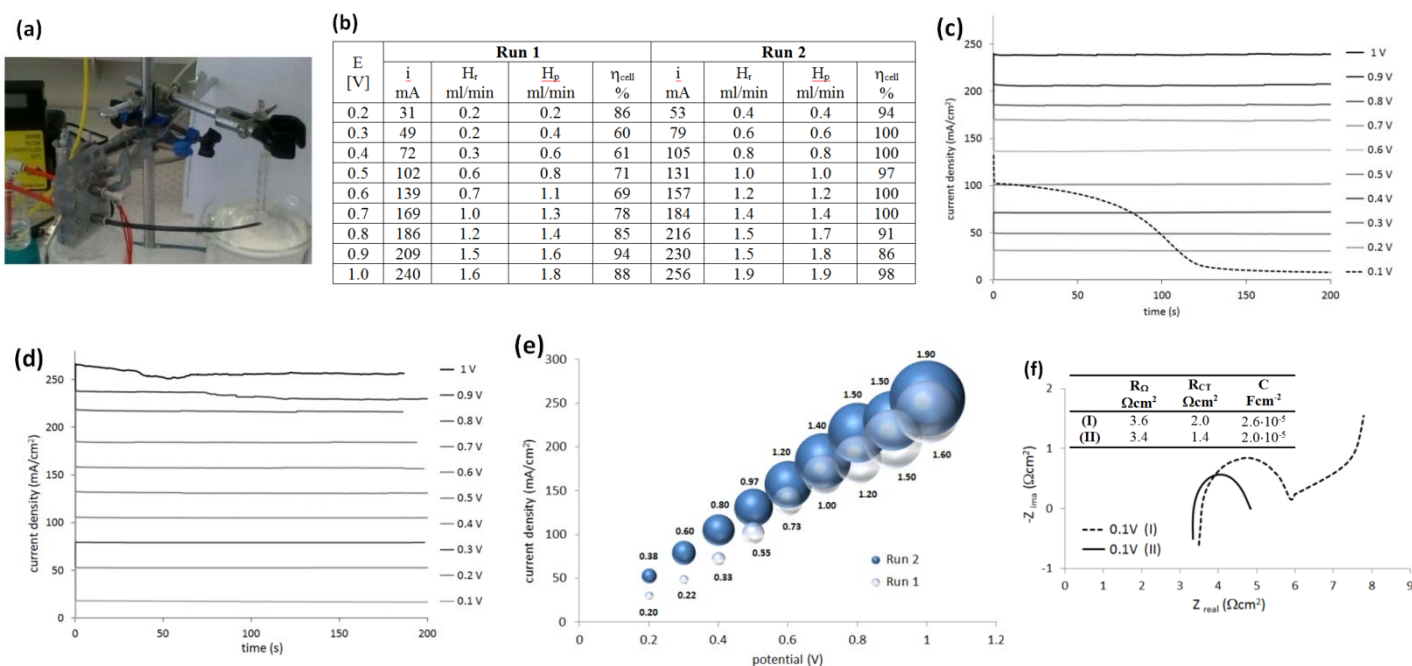 (a)
(b)
E [V] Run 1 Run 2
i mA Hr ml/min Hp ml/min ηcell % i mA Hr ml/min Hp ml/min ηcell %
0.2 31 0.2 0.2 86 53 0.4 0.4 94
0.3 49 0.2 0.4 60 79 0.6 0.6 100
0.4 72 0.3 0.6 61 105 0.8 0.8 100
0.5 102 0.6 0.8 71 131 1.0 1.0 97
0.6 139 0.7 1.1 69 157 1.2 1.2 100
0.7 169 1.0 1.3 78 184 1.4 1.4 100
0.8 186 1.2 1.4 85 216 1.5 1.7 91
0.9 209 1.5 1.6 94 230 1.5 1.8 86
1.0 240 1.6 1.8 88 256 1.9 1.9 98
(c)
current density (mA/cm²)
250
200
150
100
50
0
0 50 100 150 200
time (s)
1 V
0.9 V
0.8 V
0.7 V
0.6 V
0.5 V
0.4 V
0.3 V
0.2 V
0.1 V
(d)
current density (mA/cm²)
250
200
150
100
50
0
0 50 100 150 200
time (s)
1 V
0.9 V
0.8 V
0.7 V
0.6 V
0.5 V
0.4 V
0.3 V
0.2 V
0.1 V
(e)
current density (mA/cm²)
300
250
200
150
100
50
0
0 0.2 0.4 0.6 0.8 1 1.2
potential (V)
0.38
0.60
0.80
0.97
1.20
1.40
1.50
1.50
1.90
0.20
0.22
0.33
0.55
0.73
1.00
1.20
1.50
1.60
Run 2
Run 1
(f)
RΩ Ωcm² RCT Ωcm² C Fcm⁻²
(I) 3.6 2.0 2.6·10⁻⁵
(II) 3.4 1.4 2.0·10⁻⁵
-Z ima (Ωcm²)
2
1
0
-1
0.1V (I)
0.1V (II)
0 1 2 3 4 5 6 7 8 9
Z real (Ωcm²)